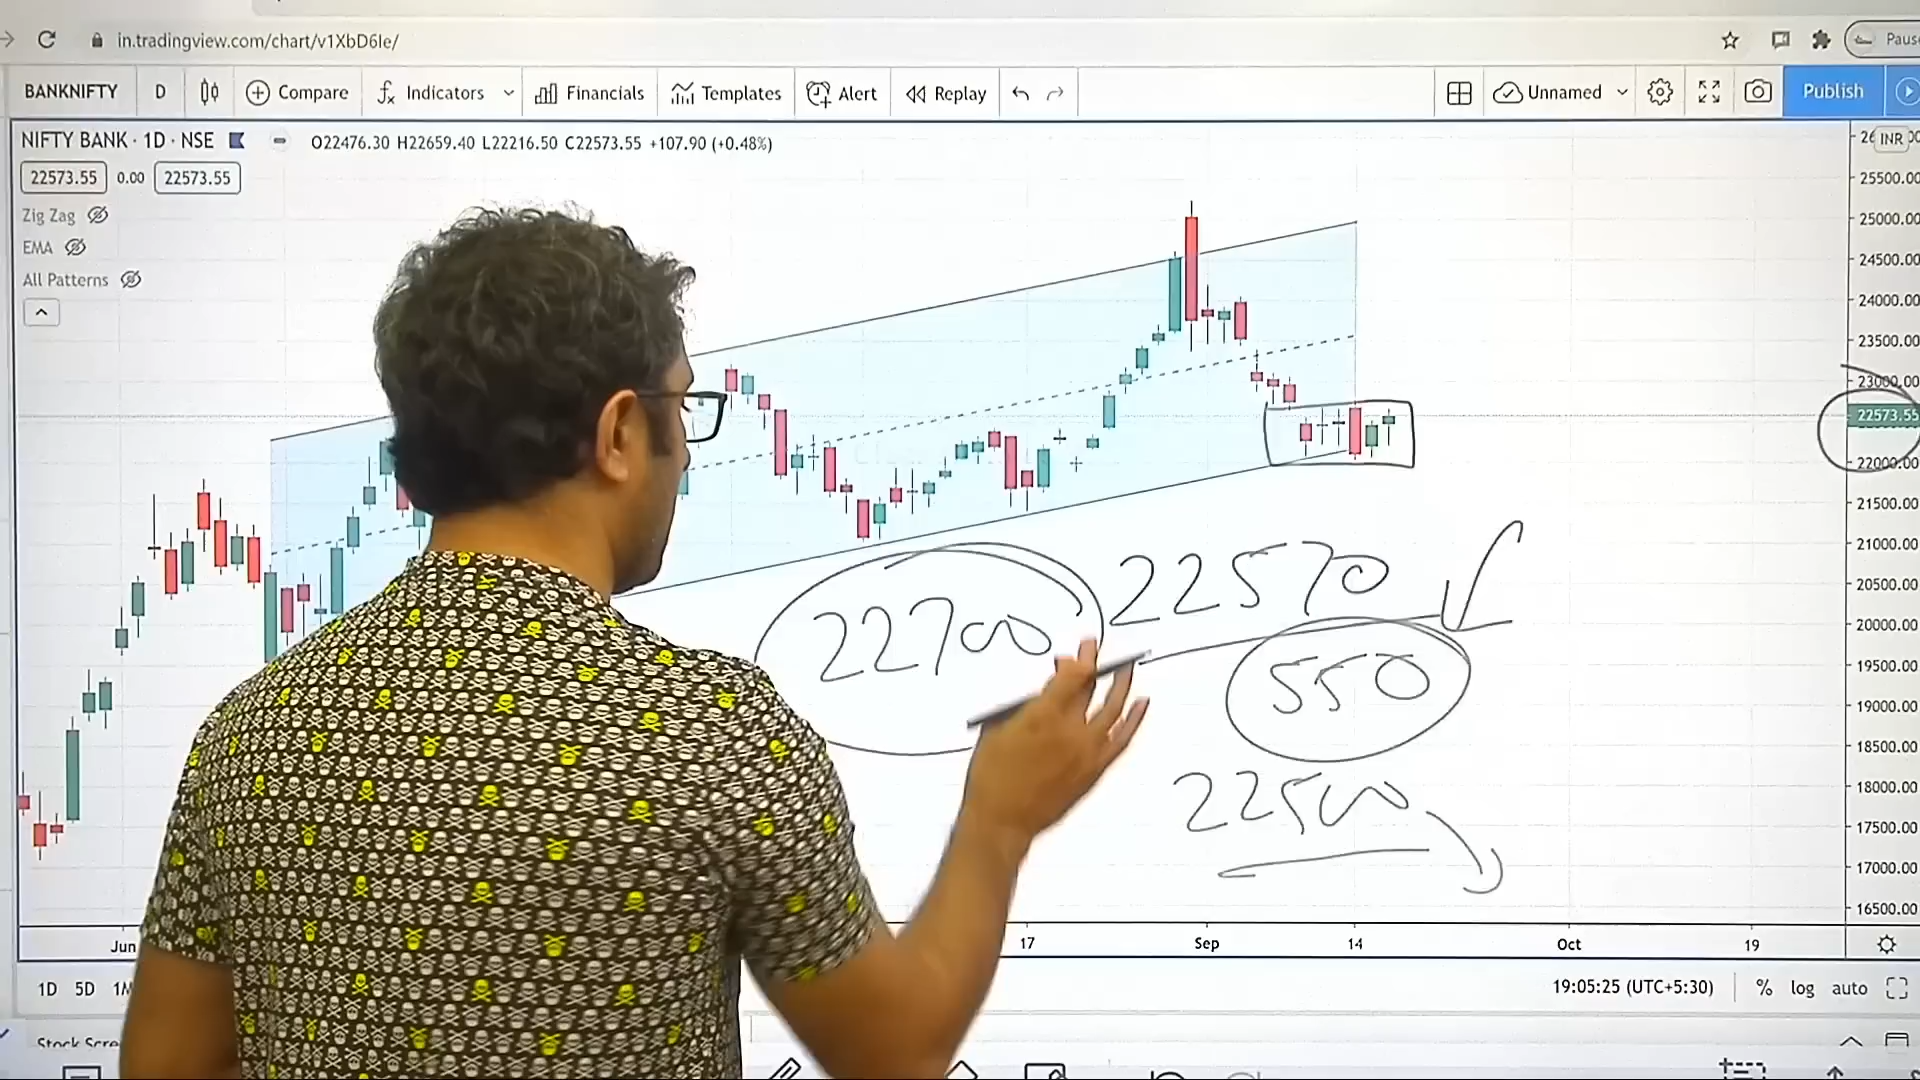 in.tradingview.com/chart/v1XbD6Ie/
BANKNIFTY D Compare Indicators Financials Templates Alert Replay Unnamed Publish
NIFTY BANK · 1D · NSE O22476.30 H22659.40 L22216.50 C22573.55 +107.90 (+0.48%)
22573.55 0.00 22573.55
Zig Zag
EMA
All Patterns
INR
25500.00
25000.00
24500.00
24000.00
23500.00
23000.00
22573.55
22000.00
21500.00
21000.00
20500.00
20000.00
19500.00
19000.00
18500.00
18000.00
17500.00
17000.00
16500.00
22700
22570
550
22500
Jun 17 Sep 14 Oct 19
1D 5D 19:05:25 (UTC+5:30) % log auto